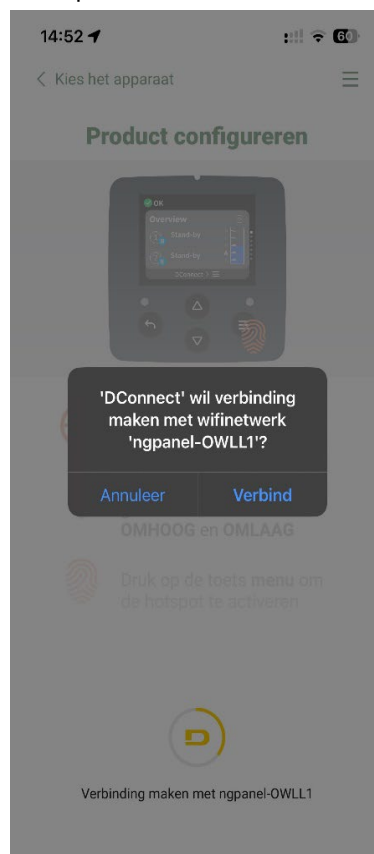 14:52
60
Kies het apparaat
Product configureren
OK
Overview
Stand-by
Stand-by
DConnect >
'DConnect' wil verbinding
maken met wifinetwerk
'ngpanel-OWLL1'?
Annuleer
Verbind
OMHOOG en OMLAAG
Druk op de toets menu om
de hotspot te activeren
D
Verbinding maken met ngpanel-OWLL1